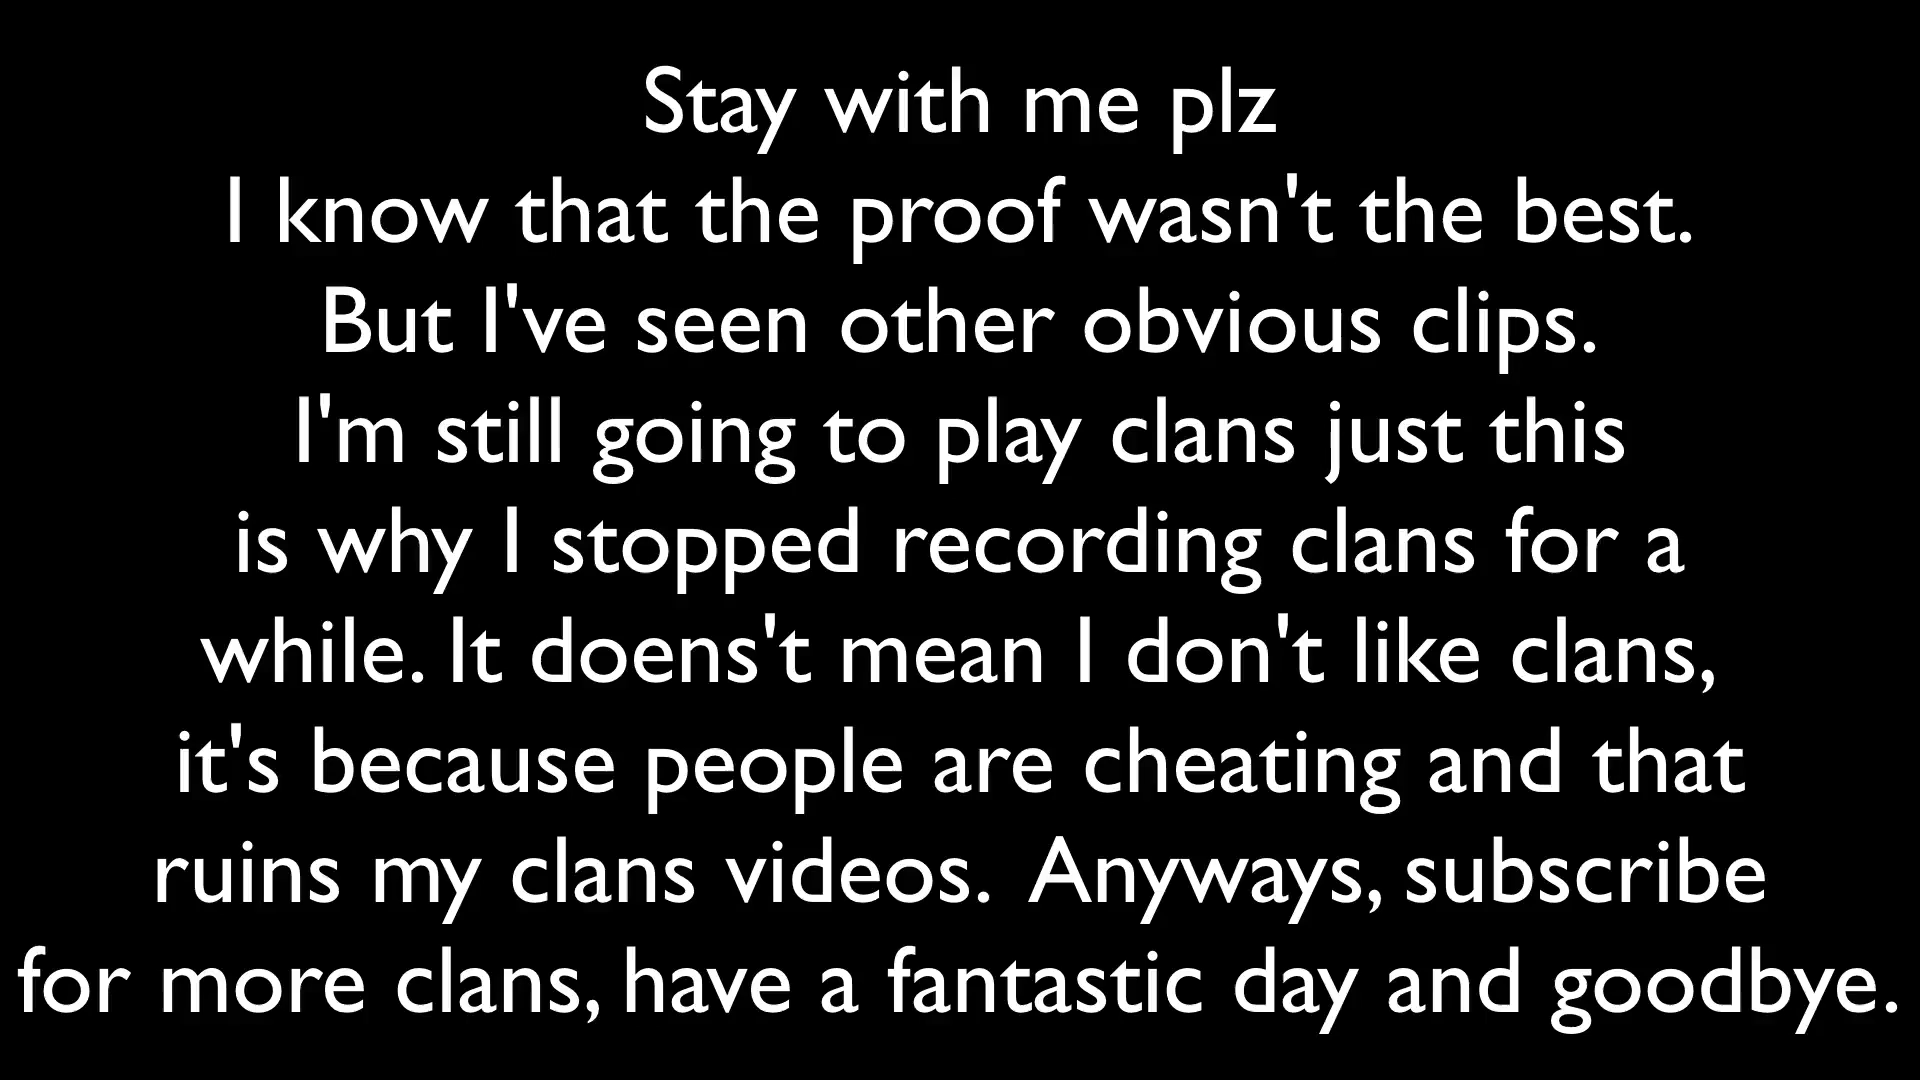 Stay with me plz
I know that the proof wasn't the best.
But I've seen other obvious clips.
I'm still going to play clans just this
is why I stopped recording clans for a
while. It doens't mean I don't like clans,
it's because people are cheating and that
ruins my clans videos.  Anyways, subscribe
for more clans, have a fantastic day and goodbye.